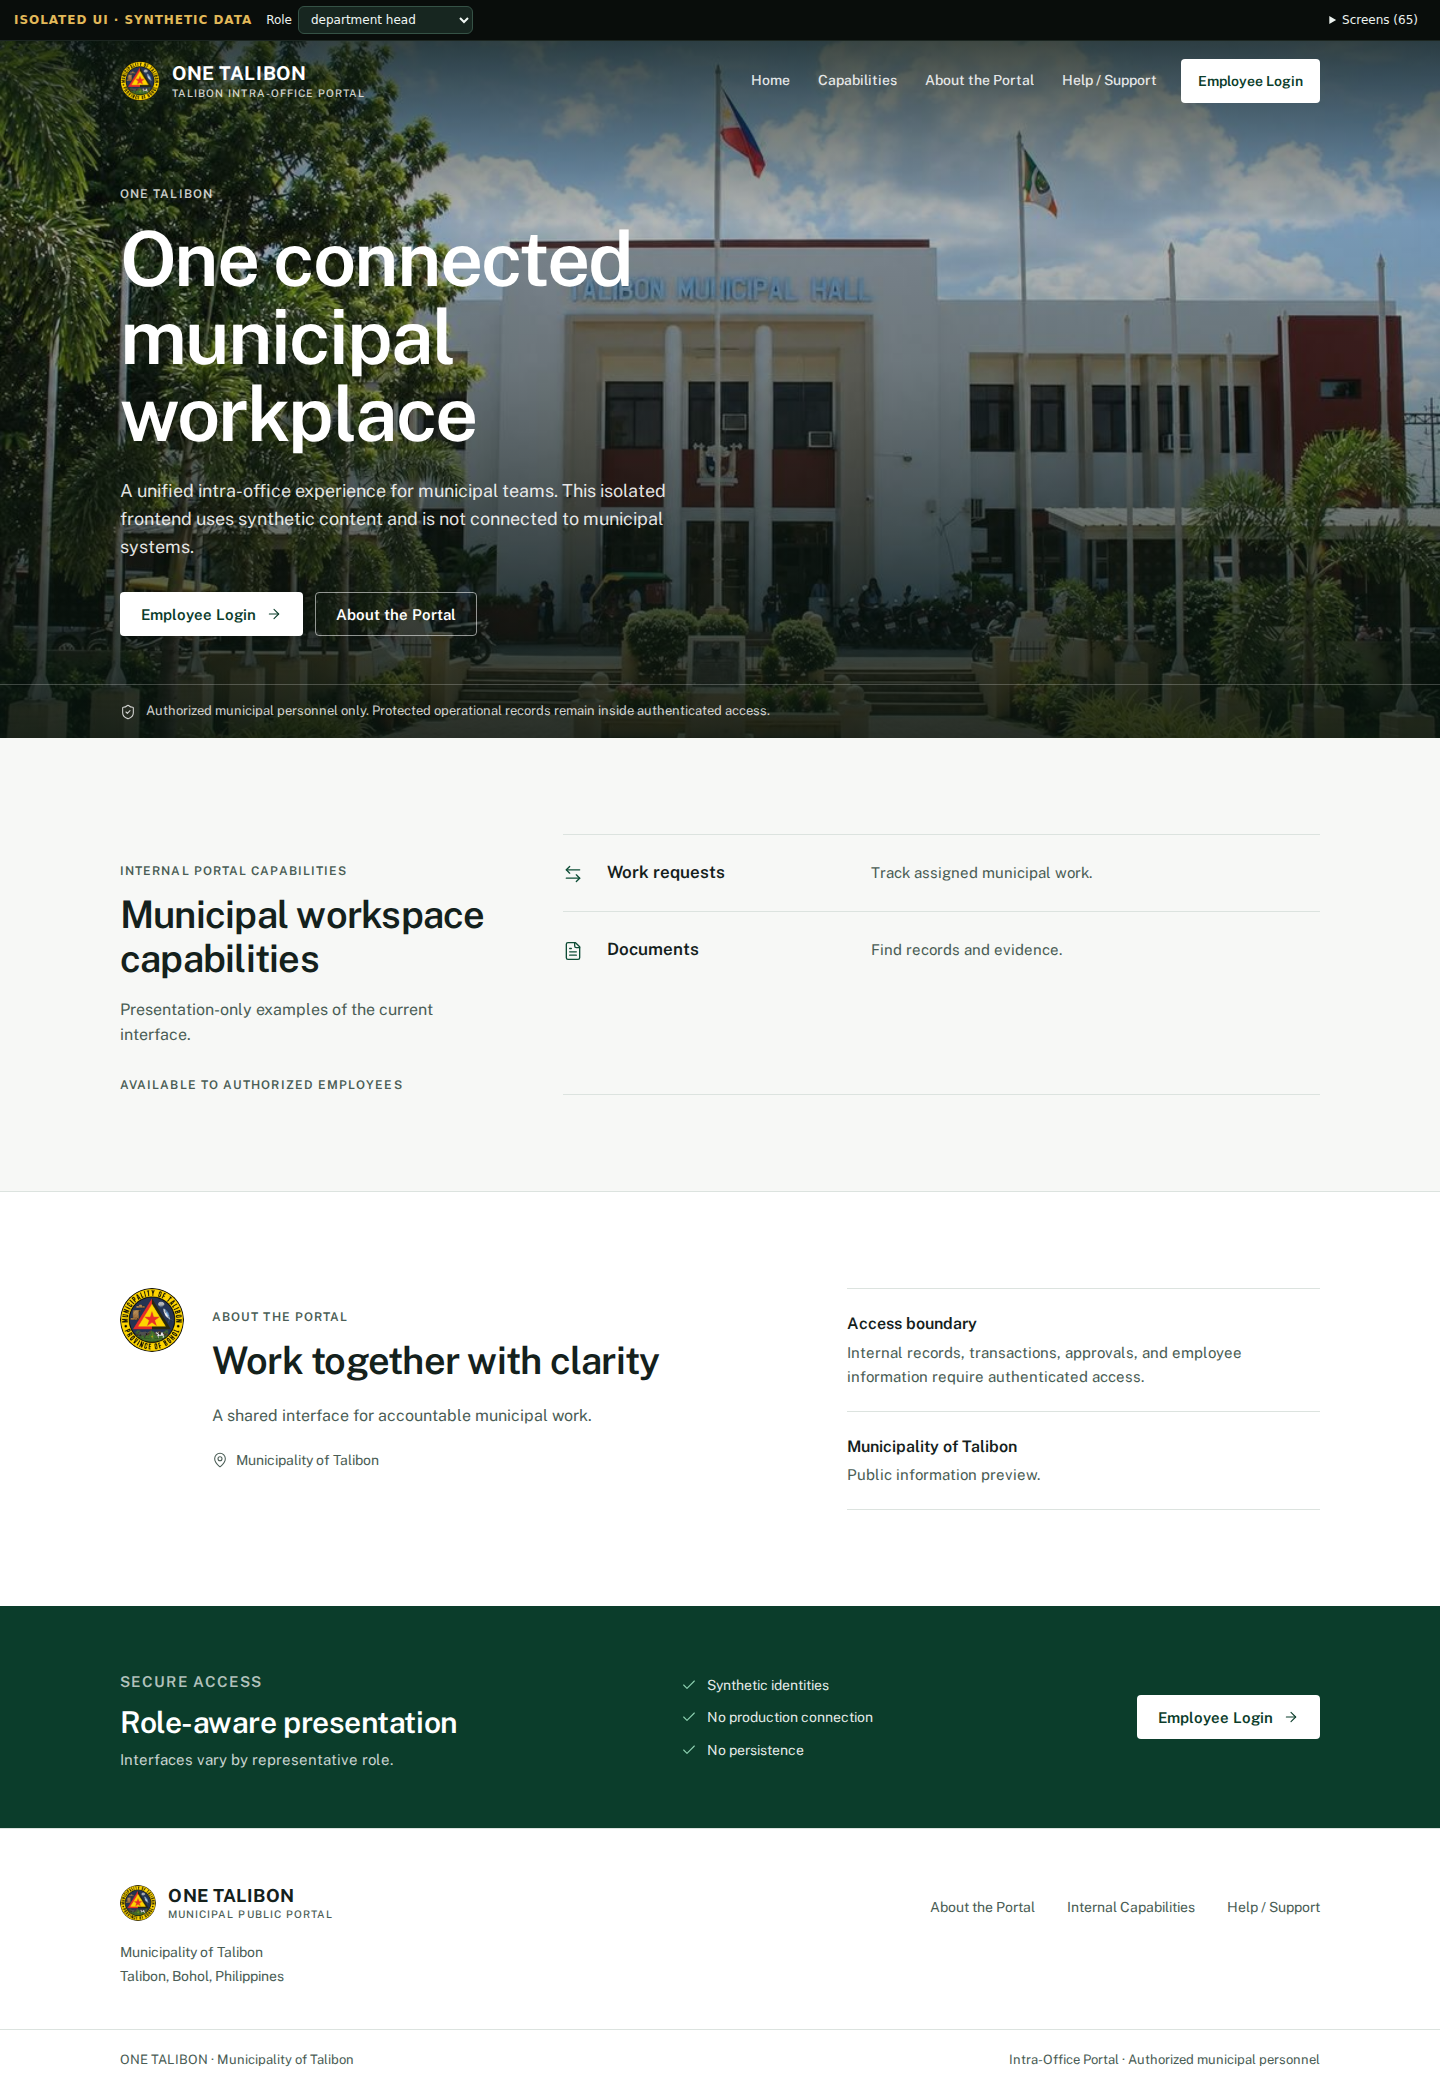 ISOLATED UI · SYNTHETIC DATA Role department head Screens (65)
ONE TALIBON
TALIBON INTRA-OFFICE PORTAL
Home Capabilities About the Portal Help / Support Employee Login
ONE TALIBON
One connected
municipal
workplace
TALIBON MUNICIPAL HALL
A unified intra-office experience for municipal teams. This isolated
frontend uses synthetic content and is not connected to municipal
systems.
Employee Login About the Portal
Authorized municipal personnel only. Protected operational records remain inside authenticated access.
INTERNAL PORTAL CAPABILITIES
Municipal workspace
capabilities
Presentation-only examples of the current
interface.
AVAILABLE TO AUTHORIZED EMPLOYEES
Work requests Track assigned municipal work.
Documents Find records and evidence.
MUNICIPALITY OF TALIBON
PROVINCE OF BOHOL
ABOUT THE PORTAL
Work together with clarity
A shared interface for accountable municipal work.
Municipality of Talibon
Access boundary
Internal records, transactions, approvals, and employee
information require authenticated access.
Municipality of Talibon
Public information preview.
SECURE ACCESS
Role-aware presentation
Interfaces vary by representative role.
Synthetic identities
No production connection
No persistence
Employee Login
ONE TALIBON
MUNICIPAL PUBLIC PORTAL
Municipality of Talibon
Talibon, Bohol, Philippines
About the Portal Internal Capabilities Help / Support
ONE TALIBON · Municipality of Talibon
Intra-Office Portal · Authorized municipal personnel